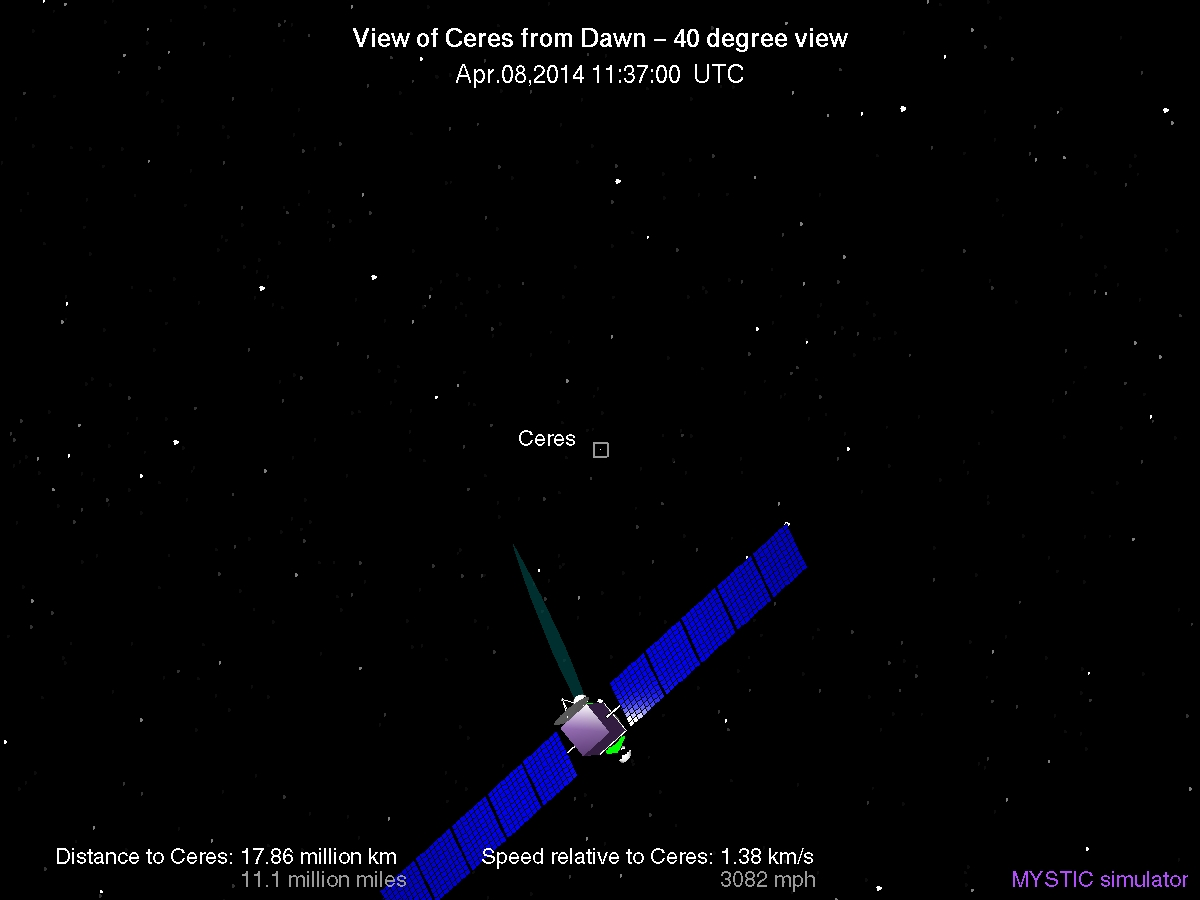 View of Ceres from Dawn – 40 degree view
Apr.08,2014 11:37:00 UTC
Ceres
Distance to Ceres: 17.86 million km
11.1 million miles
Speed relative to Ceres: 1.38 km/s
3082 mph
MYSTIC simulator